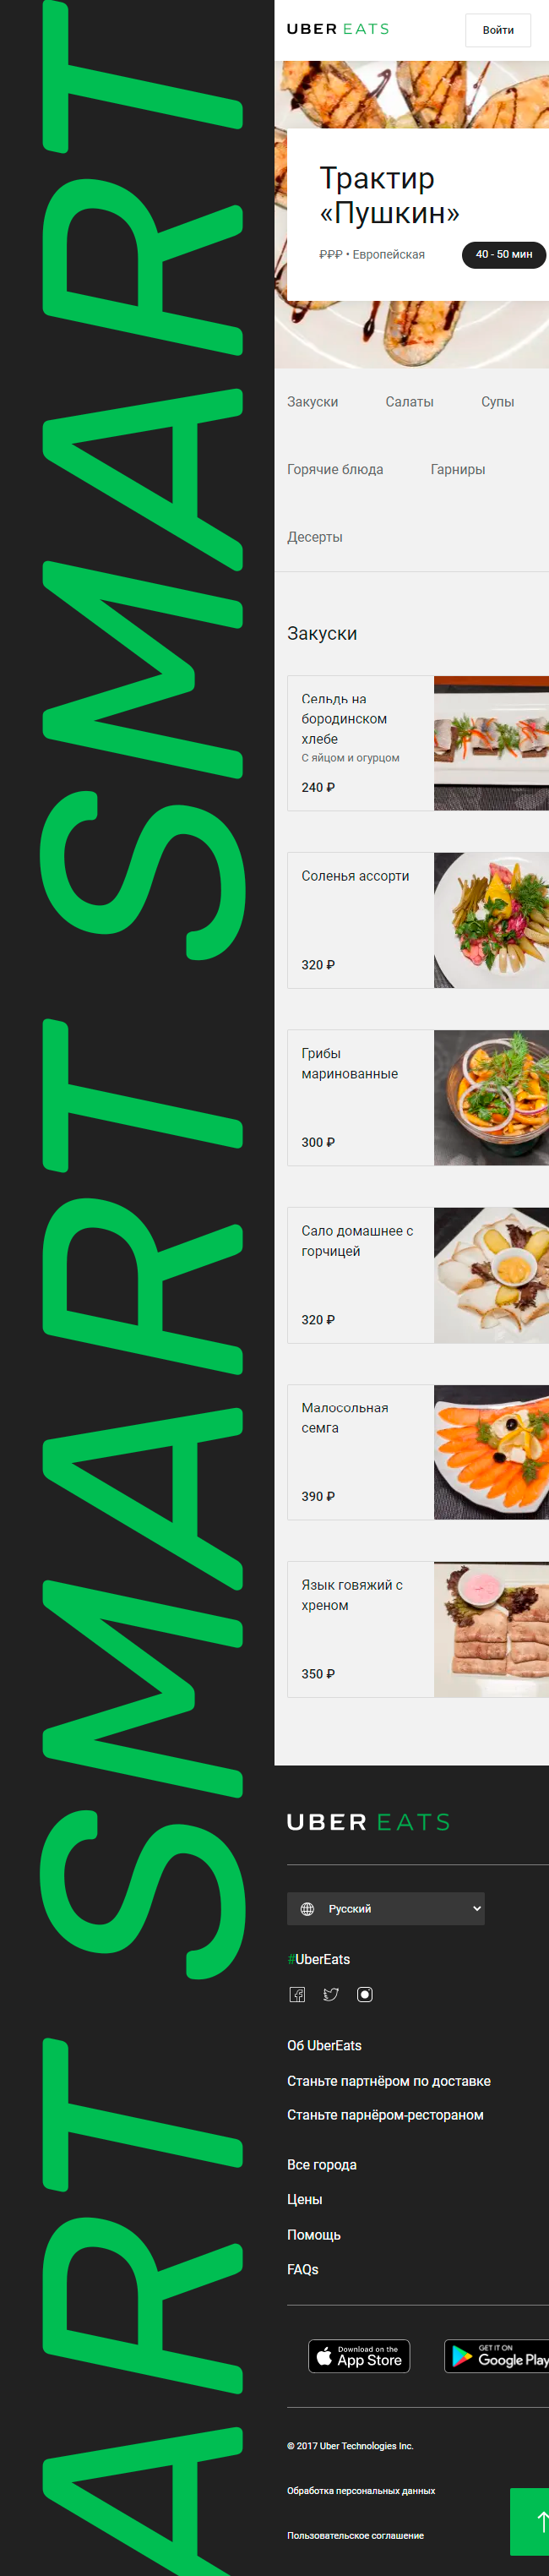 SMART SMART SMART
UBER EATS
Войти
Трактир
«Пушкин»
₽₽₽ • Европейская
40 - 50 мин
Закуски
Салаты
Супы
Горячие блюда
Гарниры
Десерты
Закуски
Сельдь на
бородинском
хлебе
С яйцом и огурцом
240 ₽
Соленья ассорти
320 ₽
Грибы
маринованные
300 ₽
Сало домашнее с
горчицей
320 ₽
Малосольная
семга
390 ₽
Язык говяжий с
хреном
350 ₽
UBER EATS
Русский
#UberEats
Об UberEats
Станьте партнёром по доставке
Станьте парнёром-рестораном
Все города
Цены
Помощь
FAQs
Download on the
App Store
GET IT ON
Google Play
© 2017 Uber Technologies Inc.
Обработка персональных данных
Пользовательское соглашение